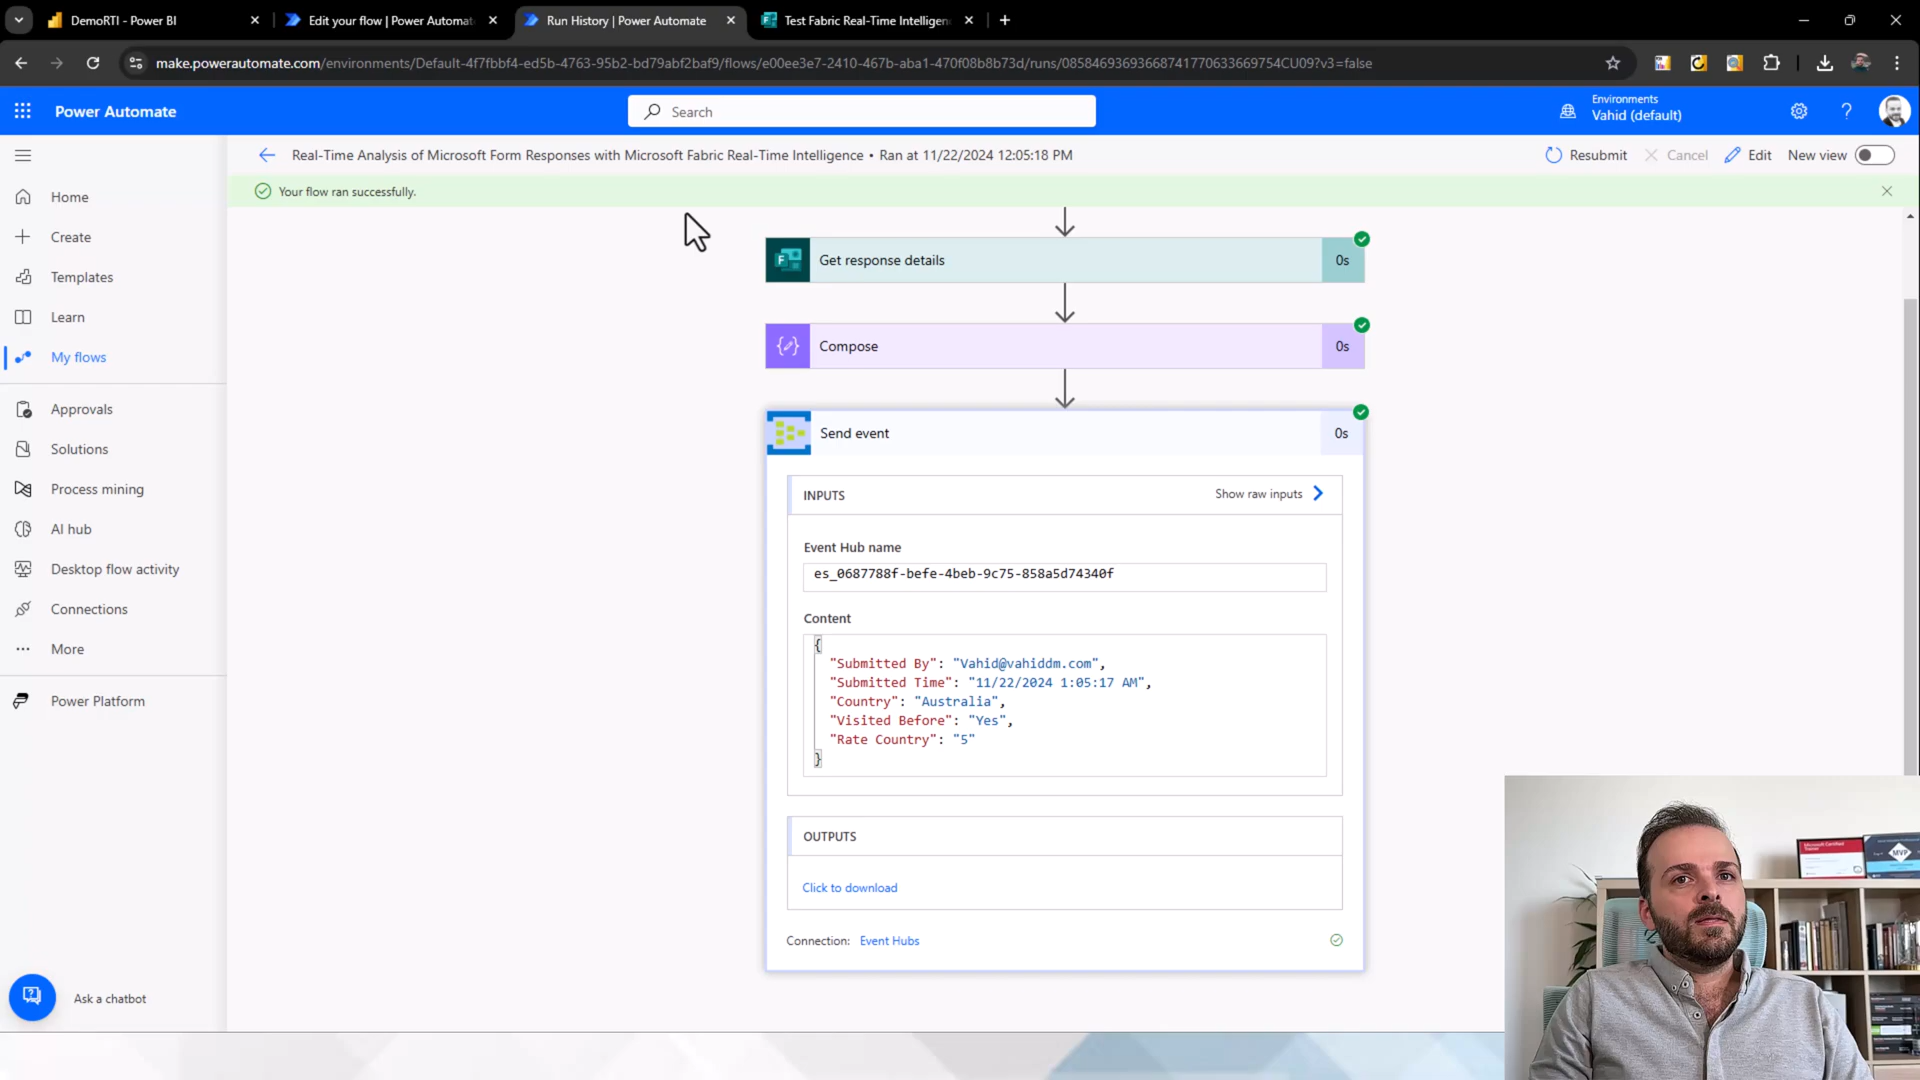 DemoRTI - Power BI
Edit your flow | Power Automat
Run History | Power Automate
Test Fabric Real-Time Intelligen
make.powerautomate.com/environments/Default-4f7fbbf4-ed5b-4763-95b2-bd79abf2baf9/flows/e00ee3e7-2410-467b-aba1-470f08b8b73d/runs/08584693693668741770633669754CU09?v3=false
Power Automate
Search
Environments
Vahid (default)
Real-Time Analysis of Microsoft Form Responses with Microsoft Fabric Real-Time Intelligence • Ran at 11/22/2024 12:05:18 PM
Resubmit
Cancel
Edit
New view
Your flow ran successfully.
Home
Create
Templates
Learn
My flows
Approvals
Solutions
Process mining
AI hub
Desktop flow activity
Connections
More
Power Platform
Ask a chatbot
Get response details
0s
Compose
0s
Send event
0s
INPUTS
Show raw inputs
Event Hub name
es_0687788f-befe-4beb-9c75-858a5d74340f
Content
{
"Submitted By": "Vahid@vahiddm.com",
"Submitted Time": "11/22/2024 1:05:17 AM",
"Country": "Australia",
"Visited Before": "Yes",
"Rate Country": "5"
}
OUTPUTS
Click to download
Connection: Event Hubs
MVP